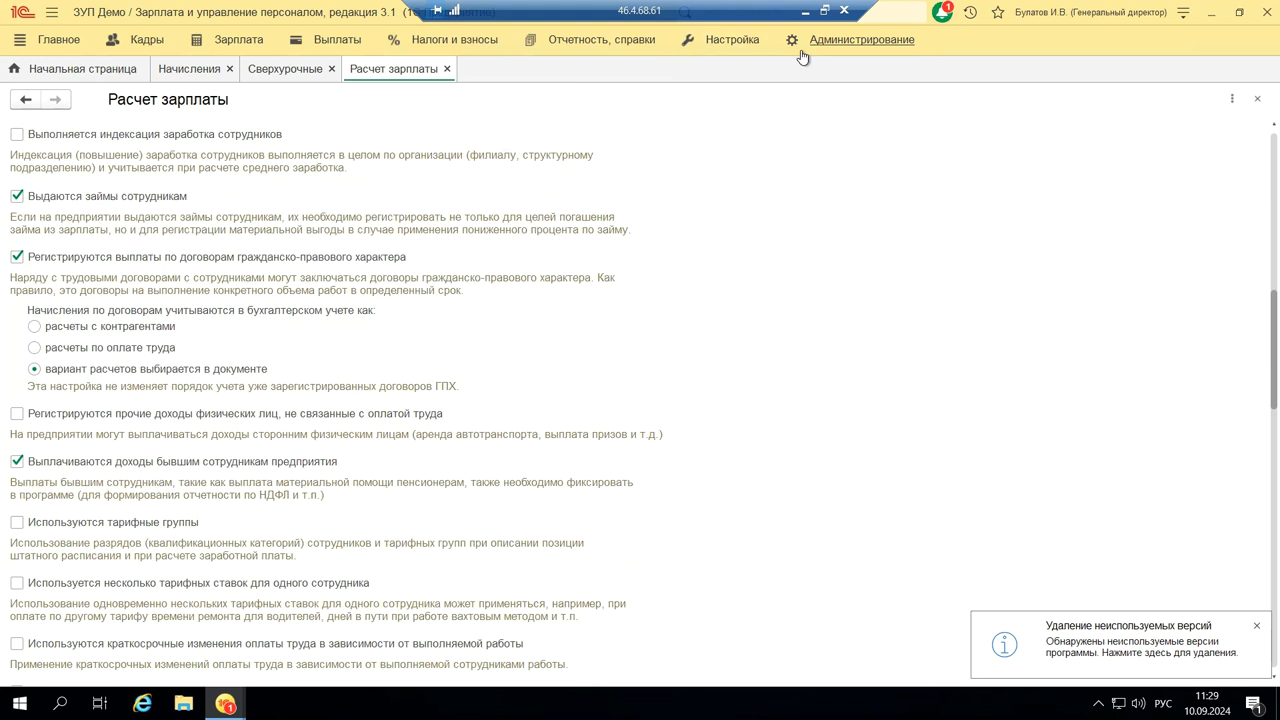 ЗУП Демо / Зарплата и управление персоналом, редакция 3.1 (1С:Предприятие)
46.4.68.61
1
Булатов И.В. (Генеральный директор)
Главное
Кадры
Зарплата
Выплаты
Налоги и взносы
Отчетность, справки
Настройка
Администрирование
Начальная страница
Начисления
Сверхурочные
Расчет зарплаты
Расчет зарплаты
Выполняется индексация заработка сотрудников
Индексация (повышение) заработка сотрудников выполняется в целом по организации (филиалу, структурному
подразделению) и учитывается при расчете среднего заработка.
Выдаются займы сотрудникам
Если на предприятии выдаются займы сотрудникам, их необходимо регистрировать не только для целей погашения
займа из зарплаты, но и для регистрации материальной выгоды в случае применения пониженного процента по займу.
Регистрируются выплаты по договорам гражданско-правового характера
Наряду с трудовыми договорами с сотрудниками могут заключаться договоры гражданско-правового характера. Как
правило, это договоры на выполнение конкретного объема работ в определенный срок.
Начисления по договорам учитываются в бухгалтерском учете как:
расчеты с контрагентами
расчеты по оплате труда
вариант расчетов выбирается в документе
Эта настройка не изменяет порядок учета уже зарегистрированных договоров ГПХ.
Регистрируются прочие доходы физических лиц, не связанные с оплатой труда
На предприятии могут выплачиваться доходы сторонним физическим лицам (аренда автотранспорта, выплата призов и т.д.)
Выплачиваются доходы бывшим сотрудникам предприятия
Выплаты бывшим сотрудникам, такие как выплата материальной помощи пенсионерам, также необходимо фиксировать
в программе (для формирования отчетности по НДФЛ и т.п.)
Используются тарифные группы
Использование разрядов (квалификационных категорий) сотрудников и тарифных групп при описании позиции
штатного расписания и при расчете заработной платы.
Используется несколько тарифных ставок для одного сотрудника
Использование одновременно нескольких тарифных ставок для одного сотрудника может применяться, например, при
оплате по другому тарифу времени ремонта для водителей, дней в пути при работе вахтовым методом и т.п.
Используются краткосрочные изменения оплаты труда в зависимости от выполняемой работы
Применение краткосрочных изменений оплаты труда в зависимости от выполняемой сотрудниками работы.
Удаление неиспользуемых версий
Обнаружены неиспользуемые версии
программы. Нажмите здесь для удаления.
1
РУС
11:29
10.09.2024
1